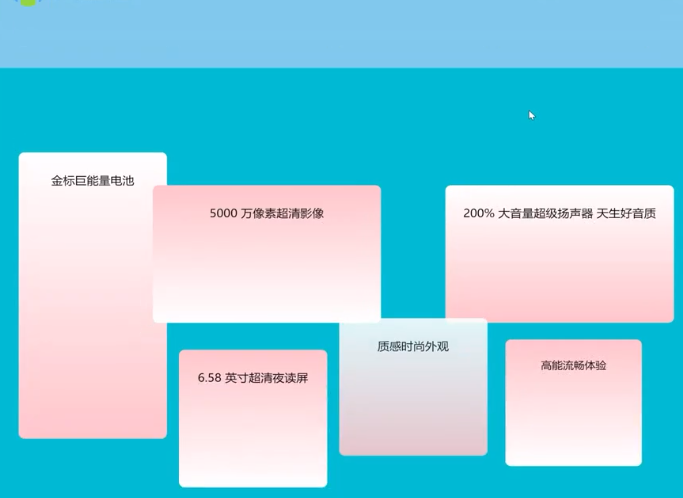 金标巨能量电池
5000 万像素超清影像
200% 大音量超级扬声器 天生好音质
质感时尚外观
高能流畅体验
6.58 英寸超清夜读屏